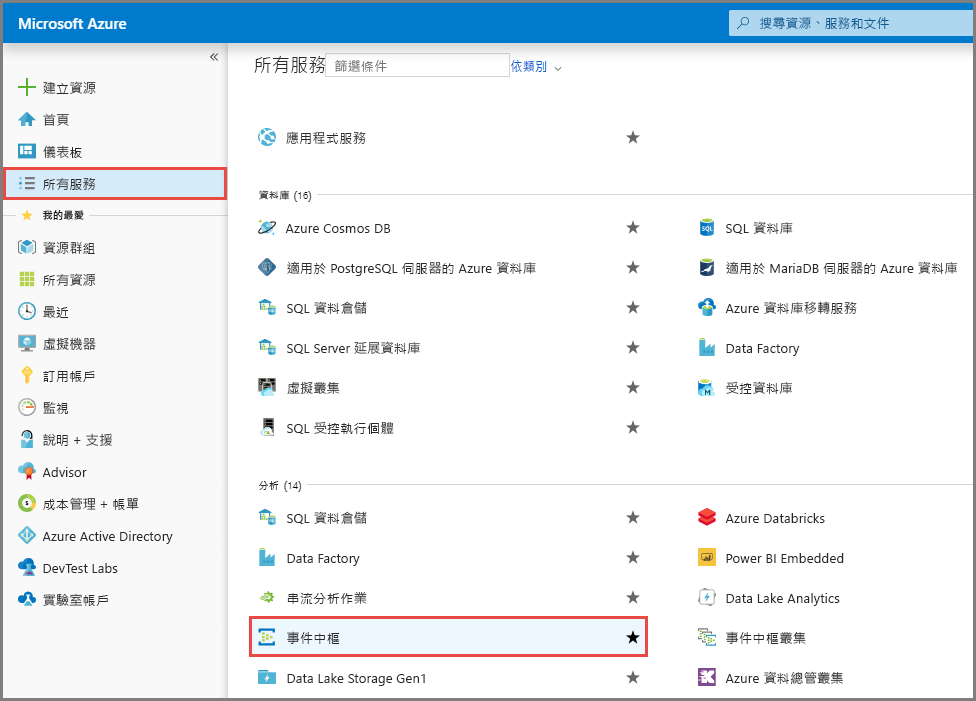 Microsoft Azure
搜尋資源、服務和文件
«
建立資源
首頁
儀表板
所有服務
我的最愛
資源群組
所有資源
最近
虛擬機器
訂用帳戶
監視
說明 + 支援
Advisor
成本管理 + 帳單
Azure Active Directory
DevTest Labs
實驗室帳戶
所有服務 篩選條件 依類別
應用程式服務
資料庫 (16)
Azure Cosmos DB
SQL 資料庫
適用於 PostgreSQL 伺服器的 Azure 資料庫
適用於 MariaDB 伺服器的 Azure 資料庫
SQL 資料倉儲
Azure 資料庫移轉服務
SQL Server 延展資料庫
Data Factory
虛擬叢集
受控資料庫
SQL 受控執行個體
分析 (14)
SQL 資料倉儲
Azure Databricks
Data Factory
Power BI Embedded
串流分析作業
Data Lake Analytics
事件中樞
事件中樞叢集
Data Lake Storage Gen1
Azure 資料總管叢集